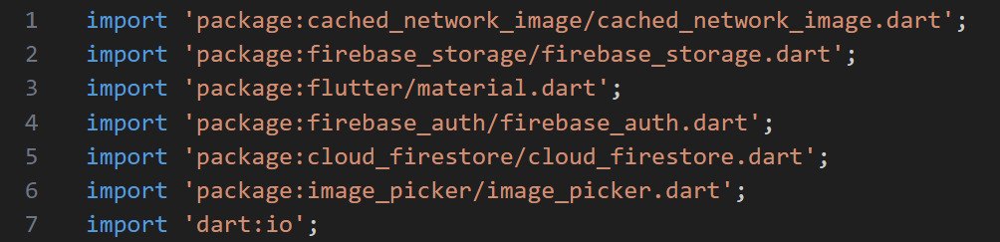 1 import 'package:cached_network_image/cached_network_image.dart';
2 import 'package:firebase_storage/firebase_storage.dart';
3 import 'package:flutter/material.dart';
4 import 'package:firebase_auth/firebase_auth.dart';
5 import 'package:cloud_firestore/cloud_firestore.dart';
6 import 'package:image_picker/image_picker.dart';
7 import 'dart:io';